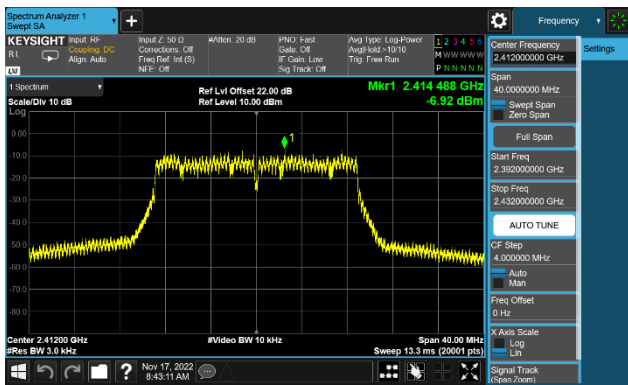 Spectrum Analyzer 1
Swept SA
Frequency
KEYSIGHT
R L
LXI
Input: RF
Coupling: DC
Align: Auto
Input Z: 50 Ω
Corrections: Off
Freq Ref: Int (S)
NFE: Off
#Atten: 20 dB
PNO: Fast
Gate: Off
IF Gain: Low
Sig Track: Off
Avg Type: Log-Power
Avg|Hold:>10/10
Trig: Free Run
1 2 3 4 5 6
M W W W W W
P N N N N N
1 Spectrum
Scale/Div 10 dB
Log
Ref Lvl Offset 22.00 dB
Ref Level 10.00 dBm
Mkr1 2.414 488 GHz
-6.92 dBm
1
0.00
-10.0
-20.0
-30.0
-40.0
-50.0
-60.0
-70.0
-80.0
Center 2.41200 GHz
#Res BW 3.0 kHz
#Video BW 10 kHz
Span 40.00 MHz
Sweep 13.3 ms (20001 pts)
Center Frequency
2.412000000 GHz
Settings
Span
40.0000000 MHz
Swept Span
Zero Span
Full Span
Start Freq
2.392000000 GHz
Stop Freq
2.432000000 GHz
AUTO TUNE
CF Step
4.000000 MHz
Auto
Man
Freq Offset
0 Hz
X Axis Scale
Log
Lin
Signal Track
(Span Zoom)
?
Nov 17, 2022
8:43:11 AM